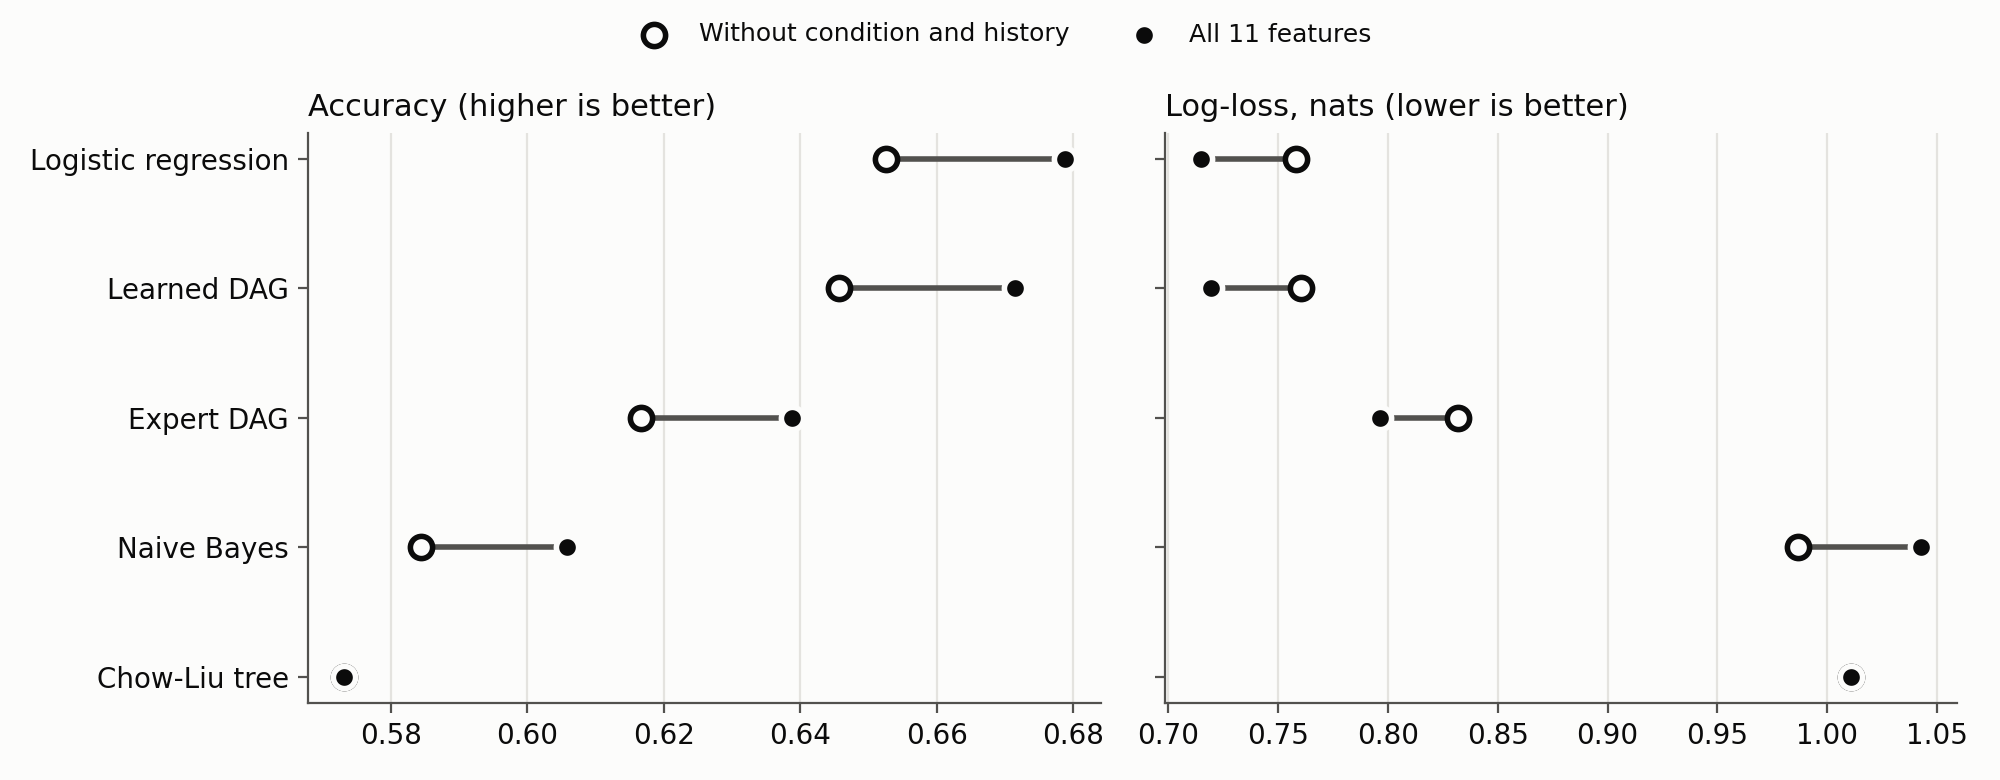 Without condition and history
All 11 features
Accuracy (higher is better)
Log-loss, nats (lower is better)
Logistic regression
Learned DAG
Expert DAG
Naive Bayes
Chow-Liu tree
0.58 0.60 0.62 0.64 0.66 0.68
0.70 0.75 0.80 0.85 0.90 0.95 1.00 1.05